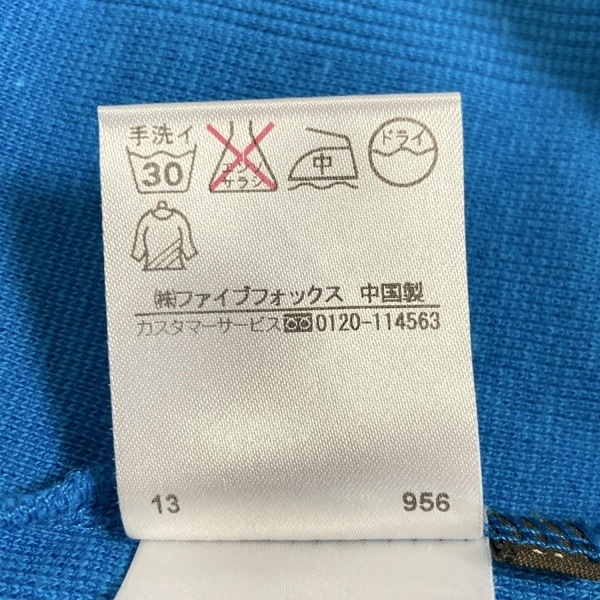 手洗イ
30
エンソ
サラシ
中
ドライ
㈱ファイブフォックス 中国製
カスタマーサービス 0120-114563
13 956